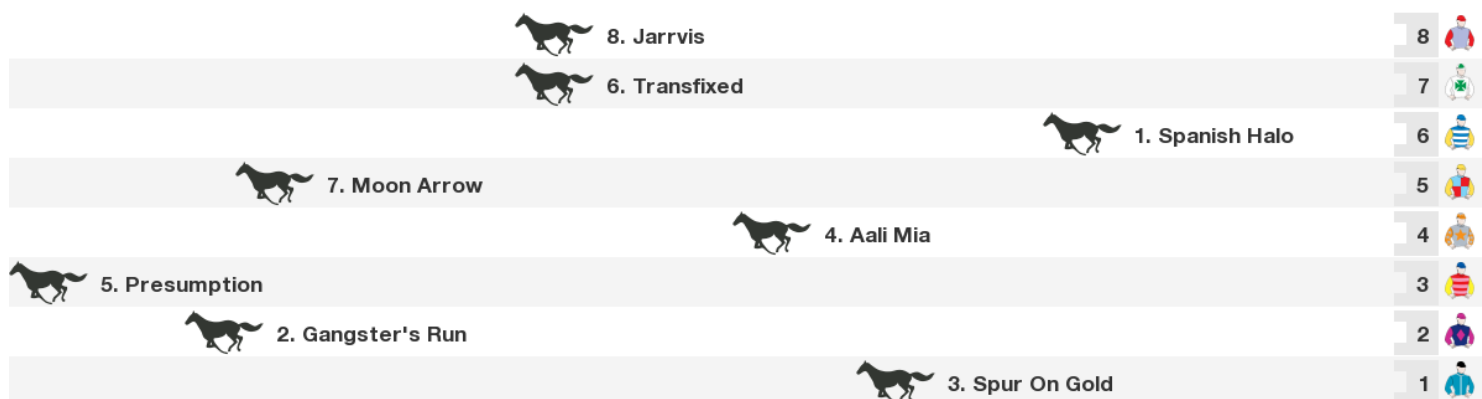 8. Jarrvis 8
6. Transfixed 7
1. Spanish Halo 6
7. Moon Arrow 5
4. Aali Mia 4
5. Presumption 3
2. Gangster's Run 2
3. Spur On Gold 1